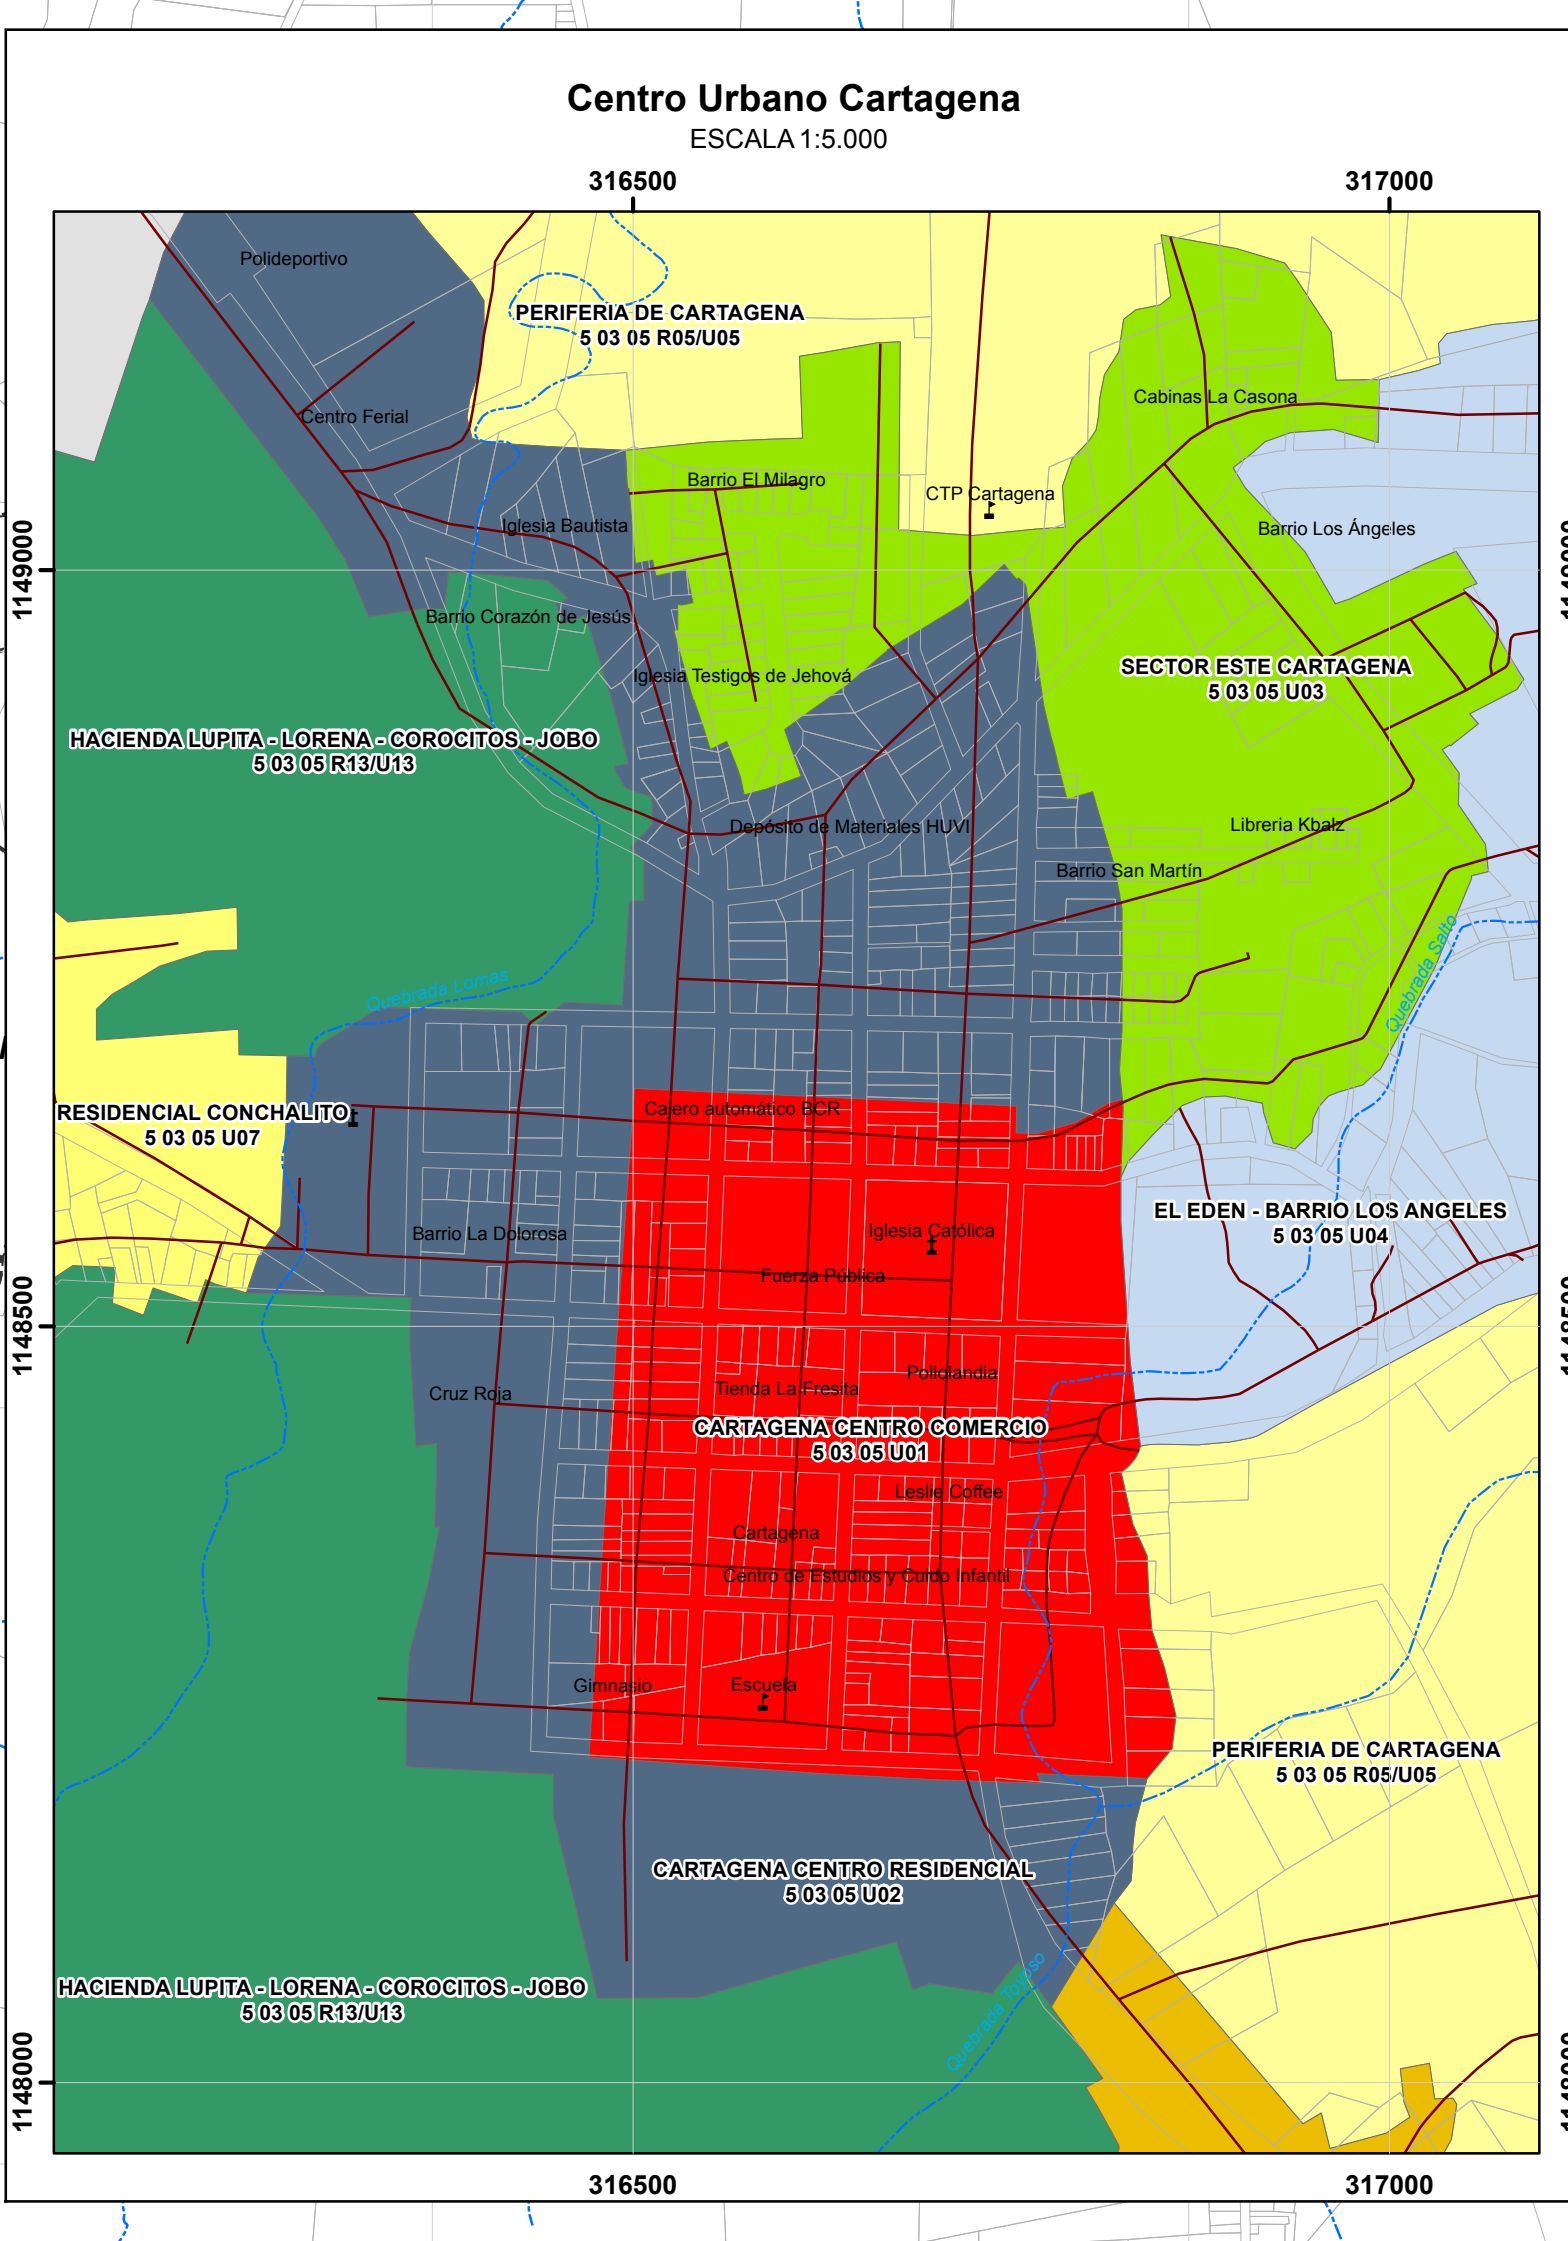 Centro Urbano Cartagena
ESCALA 1:5.000
316500
317000
Polideportivo
PERIFERIA DE CARTAGENA
5 03 05 R05/U05
Centro Ferial
Cabinas La Casona
Barrio El Milagro
CTP Cartagena
Iglesia Bautista
Barrio Los Ángeles
1149000
1149000
Barrio Corazón de Jesús
Iglesia Testigos de Jehová
SECTOR ESTE CARTAGENA
5 03 05 U03
HACIENDA LUPITA - LORENA - COROCITOS - JOBO
5 03 05 R13/U13
Depósito de Materiales HUVI
Libreria Kbalz
Barrio San Martín
Quebrada Salto
Quebrada Lomas
RESIDENCIAL CONCHALITO
5 03 05 U07
Cajero automático BCR
EL EDEN - BARRIO LOS ANGELES
5 03 05 U04
Barrio La Dolorosa
Iglesia Católica
Fuerza Pública
1148500
1148500
Pollolandia
Tienda La Fresita
Cruz Roja
CARTAGENA CENTRO COMERCIO
5 03 05 U01
Leslie Coffee
Cartagena
Centro de Estudios y Cuido Infantil
Gimnasio
Escuela
PERIFERIA DE CARTAGENA
5 03 05 R05/U05
CARTAGENA CENTRO RESIDENCIAL
5 03 05 U02
Quebrada Toyoso
HACIENDA LUPITA - LORENA - COROCITOS - JOBO
5 03 05 R13/U13
1148000
1148000
316500
317000